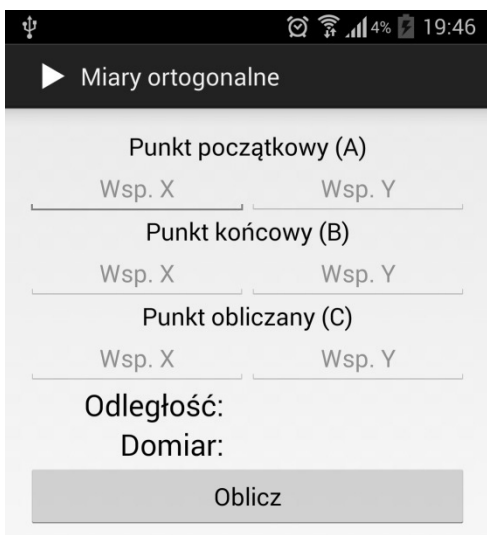 4% 19:46
Miary ortogonalne
Punkt początkowy (A)
Wsp. X Wsp. Y
Punkt końcowy (B)
Wsp. X Wsp. Y
Punkt obliczany (C)
Wsp. X Wsp. Y
Odległość:
Domiar:
Oblicz